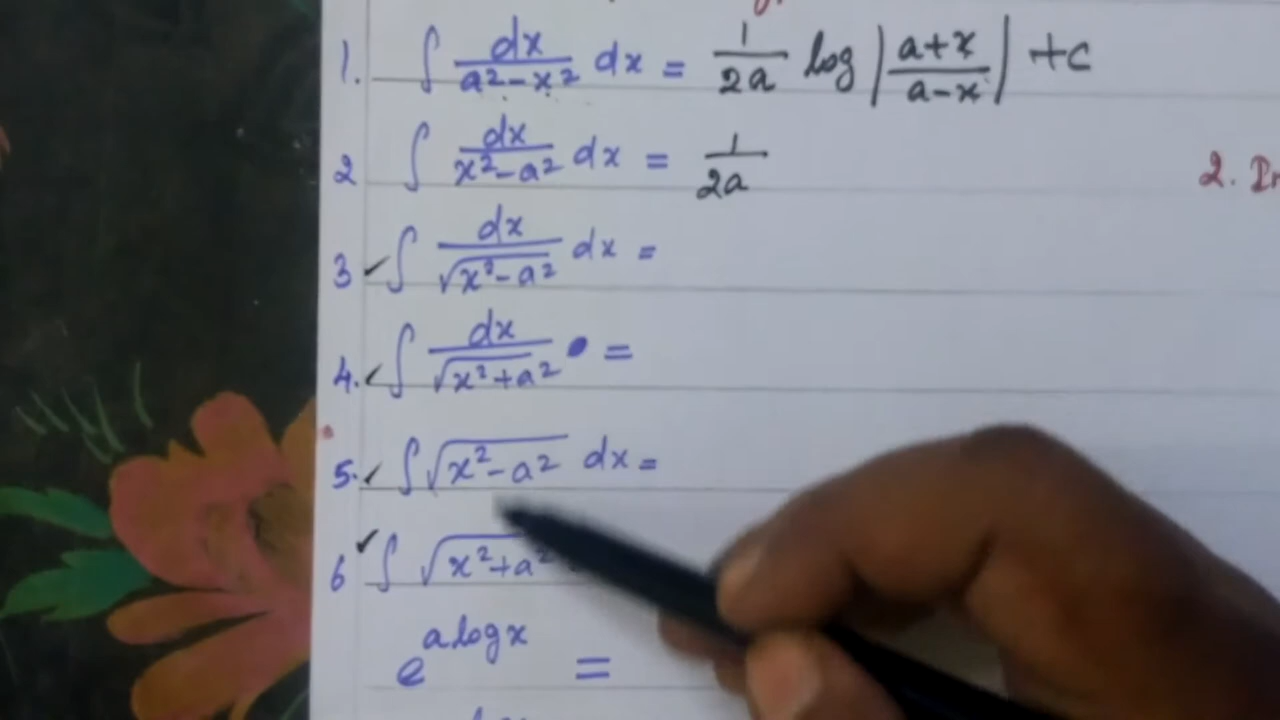 1. ∫ dx/(a²-x²) dx = 1/2a log |(a+x)/(a-x)| + c
2 ∫ dx/(x²-a²) dx = 1/2a
2.
3 ✓ ∫ dx/√(x²-a²) dx =
4. ✓ ∫ dx/√(x²+a²) =
5. ✓ ∫ √(x²-a²) dx =
6 ✓ ∫ √(x²+a²)
e^(a log x) =